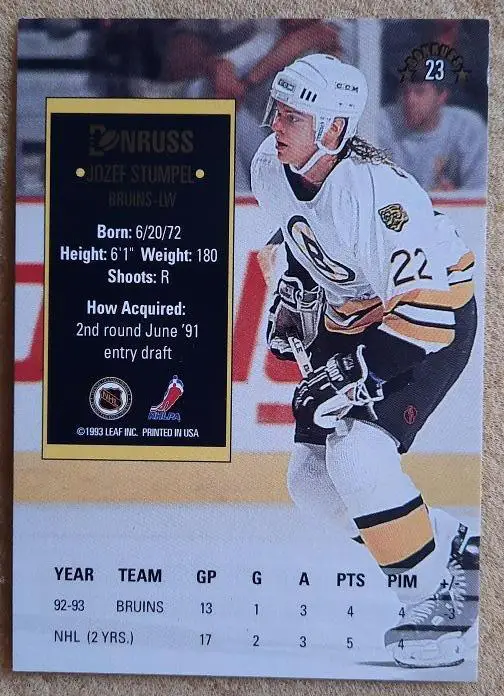 DONRUSS
23
DONRUSS
JOZEF STUMPEL
BRUINS-LW
Born: 6/20/72
Height: 6'1" Weight: 180
Shoots: R
How Acquired:
2nd round June '91
entry draft
NHL
NHLPA
©1993 LEAF INC. PRINTED IN USA
CCM
22
YEAR TEAM GP G A PTS PIM +/-
92-93 BRUINS 13 1 3 4 4 -3
NHL (2 YRS.) 17 2 3 5 4